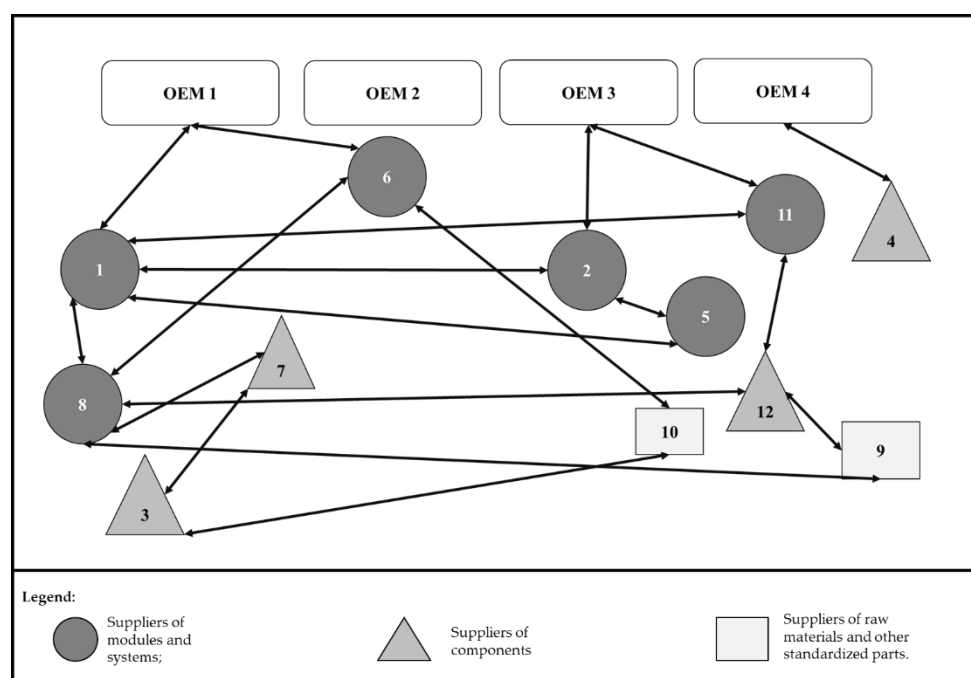 OEM 1
OEM 2
OEM 3
OEM 4
6
11
4
1
2
5
7
8
12
10
9
3
Legend:
Suppliers of
modules and
systems;
Suppliers of
components
Suppliers of raw
materials and other
standardized parts.